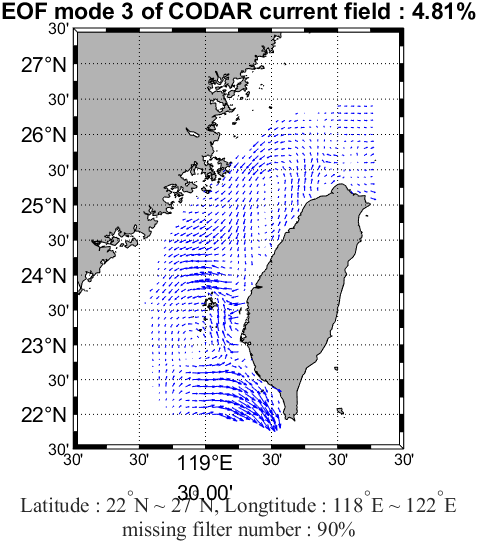 EOF mode 3 of CODAR current field : 4.81%
30'
27°N
30'
26°N
30'
25°N
30'
24°N
30'
23°N
30'
22°N
30'
30' 30' 119°E 30' 30' 30'
30.00'
Latitude : 22°N ~ 27°N, Longtitude : 118°E ~ 122°E
missing filter number : 90%